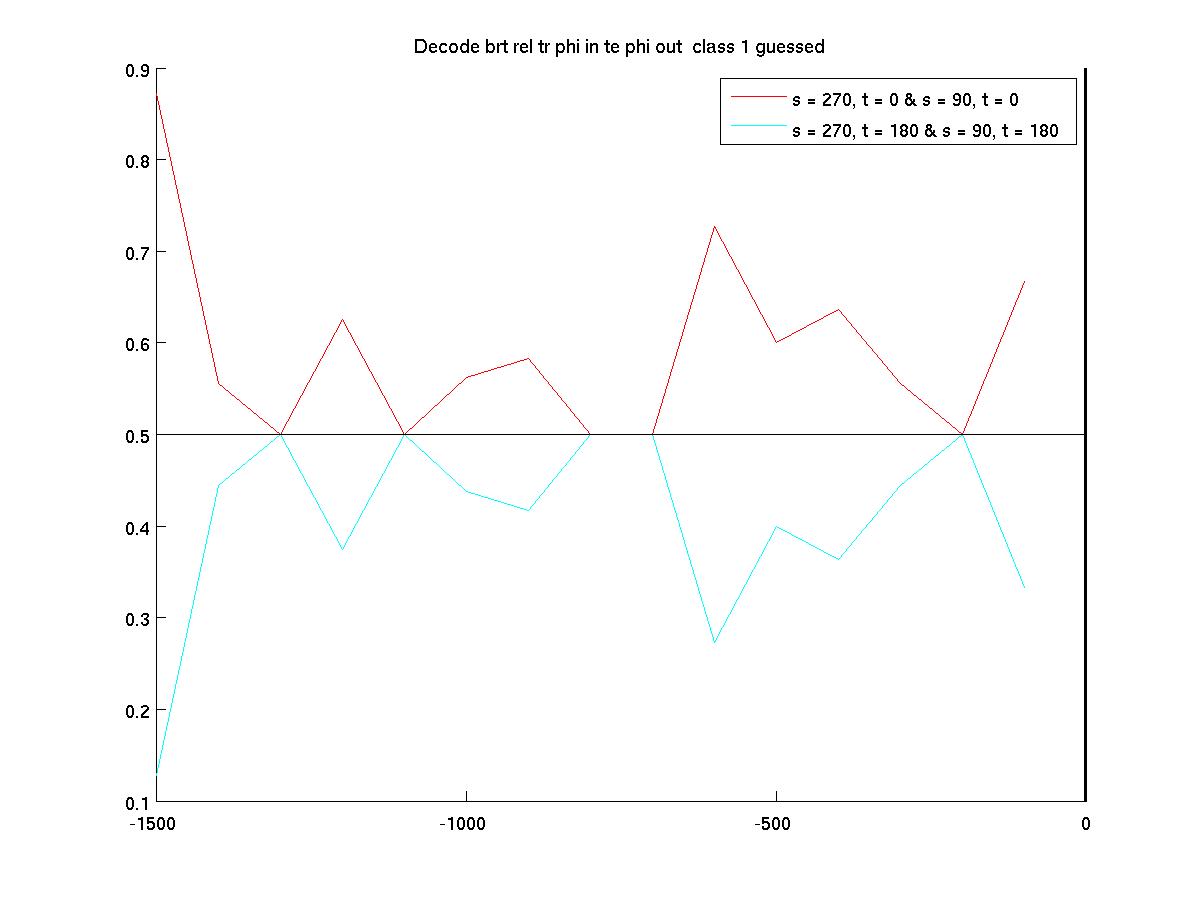 Decode brt rel tr phi in te phi out  class 1 guessed
s = 270, t = 0 & s = 90, t = 0
s = 270, t = 180 & s = 90, t = 180
0.9
0.8
0.7
0.6
0.5
0.4
0.3
0.2
0.1
-1500 -1000 -500 0